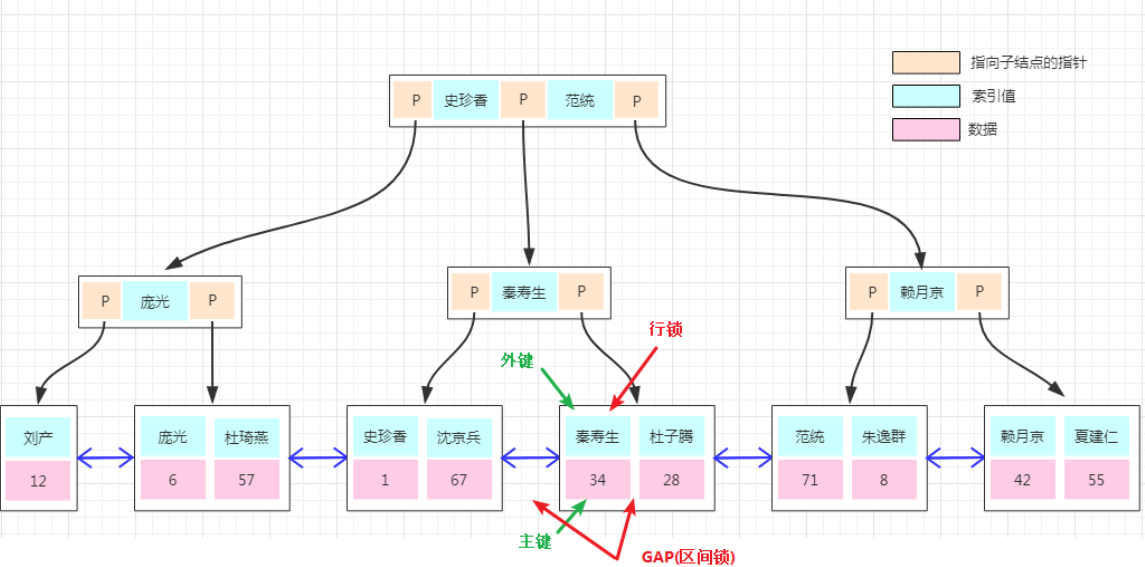 指向子结点的指针
索引值
数据
P 史珍香 P 范统 P
P 庞光 P
P 秦寿生 P
P 赖月京 P
行锁
外键
刘产 庞光 杜琦燕 史珍香 沈京兵 秦寿生 杜子腾 范统 朱逸群 赖月京 夏建仁
12 6 57 1 67 34 28 71 8 42 55
主键
GAP(区间锁)